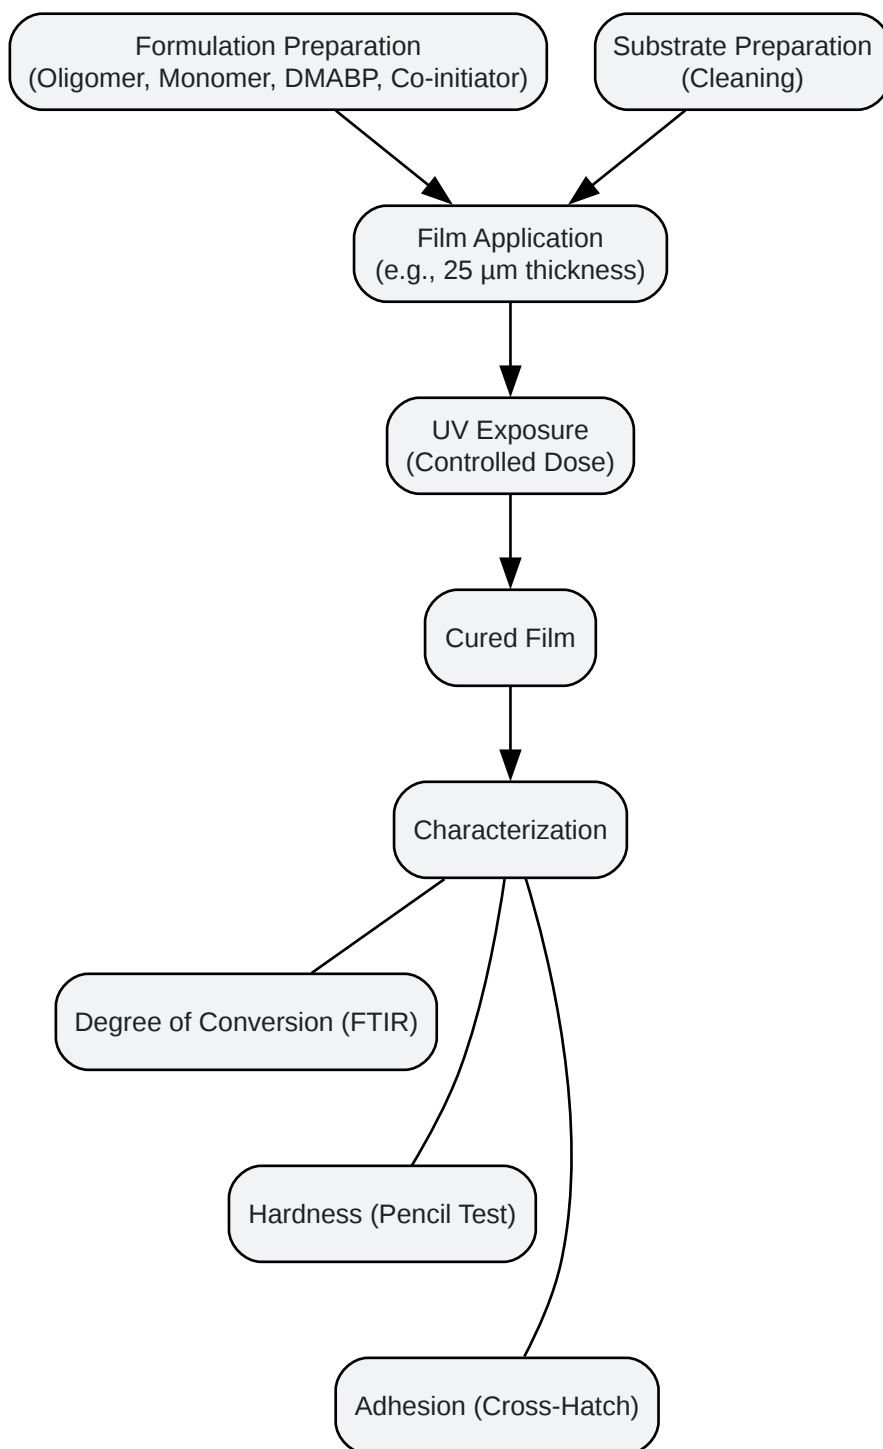 Formulation Preparation
(Oligomer, Monomer, DMABP, Co-initiator)
Substrate Preparation
(Cleaning)
Film Application
(e.g., 25 µm thickness)
UV Exposure
(Controlled Dose)
Cured Film
Characterization
Degree of Conversion (FTIR)
Hardness (Pencil Test)
Adhesion (Cross-Hatch)